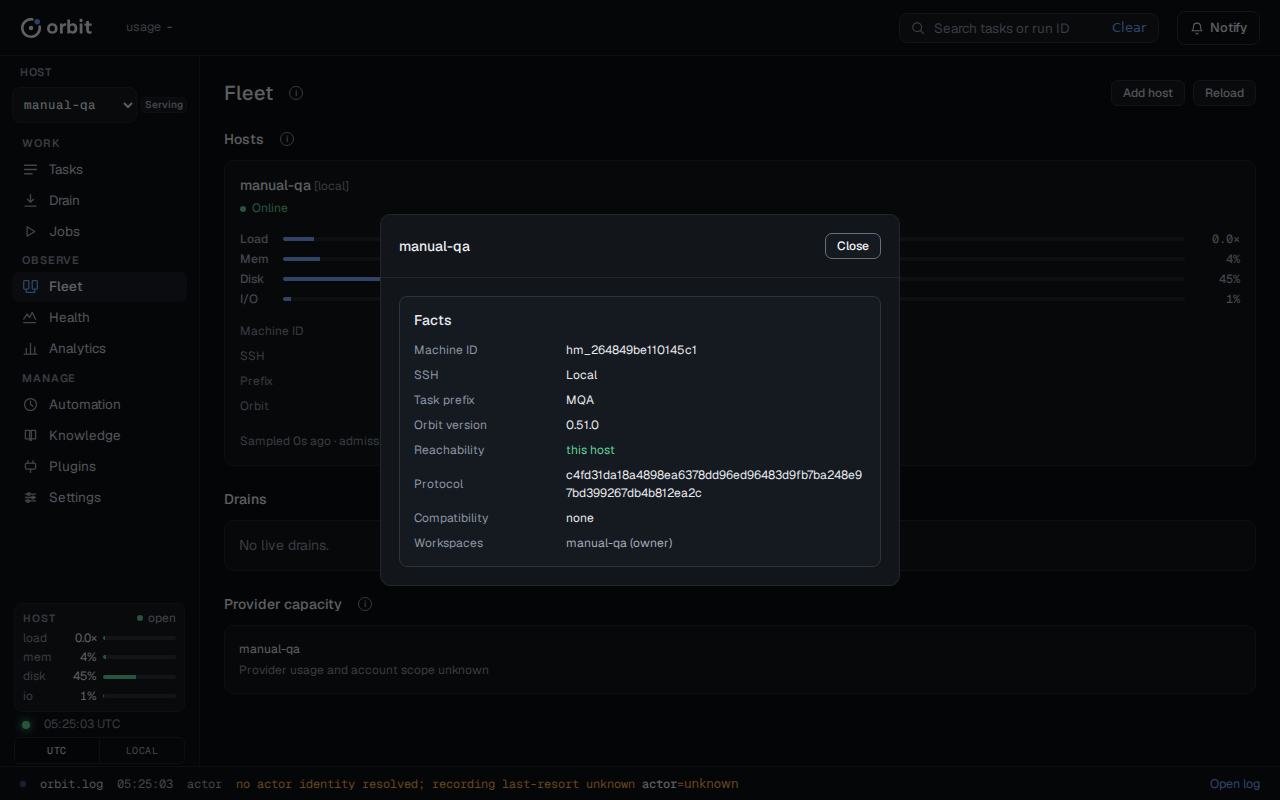 orbit
usage –
Search tasks or run ID
Clear
Notify
HOST
manual-qa
Serving
WORK
Tasks
Drain
Jobs
OBSERVE
Fleet
Health
Analytics
MANAGE
Automation
Knowledge
Plugins
Settings
HOST
open
load 0.0×
mem 4%
disk 45%
io 1%
05:25:03 UTC
UTC
LOCAL
Fleet
Add host
Reload
Hosts
manual-qa [local]
Online
Load 0.0×
Mem 4%
Disk 45%
I/O 1%
Machine ID
SSH
Prefix
Orbit
Sampled 0s ago · admiss
manual-qa
Close
Facts
Machine ID hm_264849be110145c1
SSH Local
Task prefix MQA
Orbit version 0.51.0
Reachability this host
Protocol c4fd31da18a4898ea6378dd96ed96483d9fb7ba248e9
7bd399267db4b812ea2c
Compatibility none
Workspaces manual-qa (owner)
Drains
No live drains.
Provider capacity
manual-qa
Provider usage and account scope unknown
orbit.log 05:25:03 actor no actor identity resolved; recording last-resort unknown actor=unknown
Open log